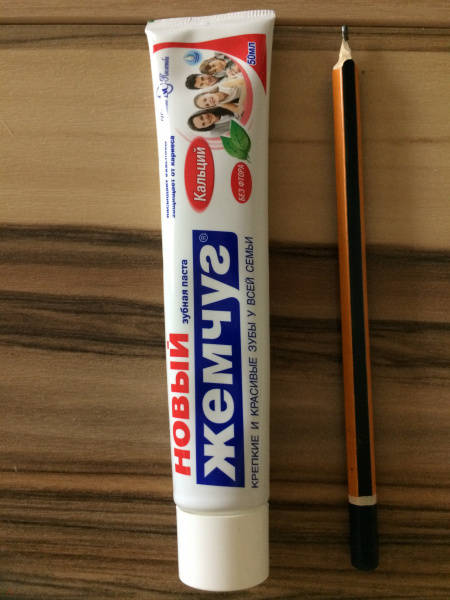 НОВЫЙ
зубная паста
Жемчуг®
КРЕПКИЕ И КРАСИВЫЕ ЗУБЫ У ВСЕЙ СЕМЬИ
Кальций
БЕЗ ФТОРА
50МЛ
защищает от кариеса